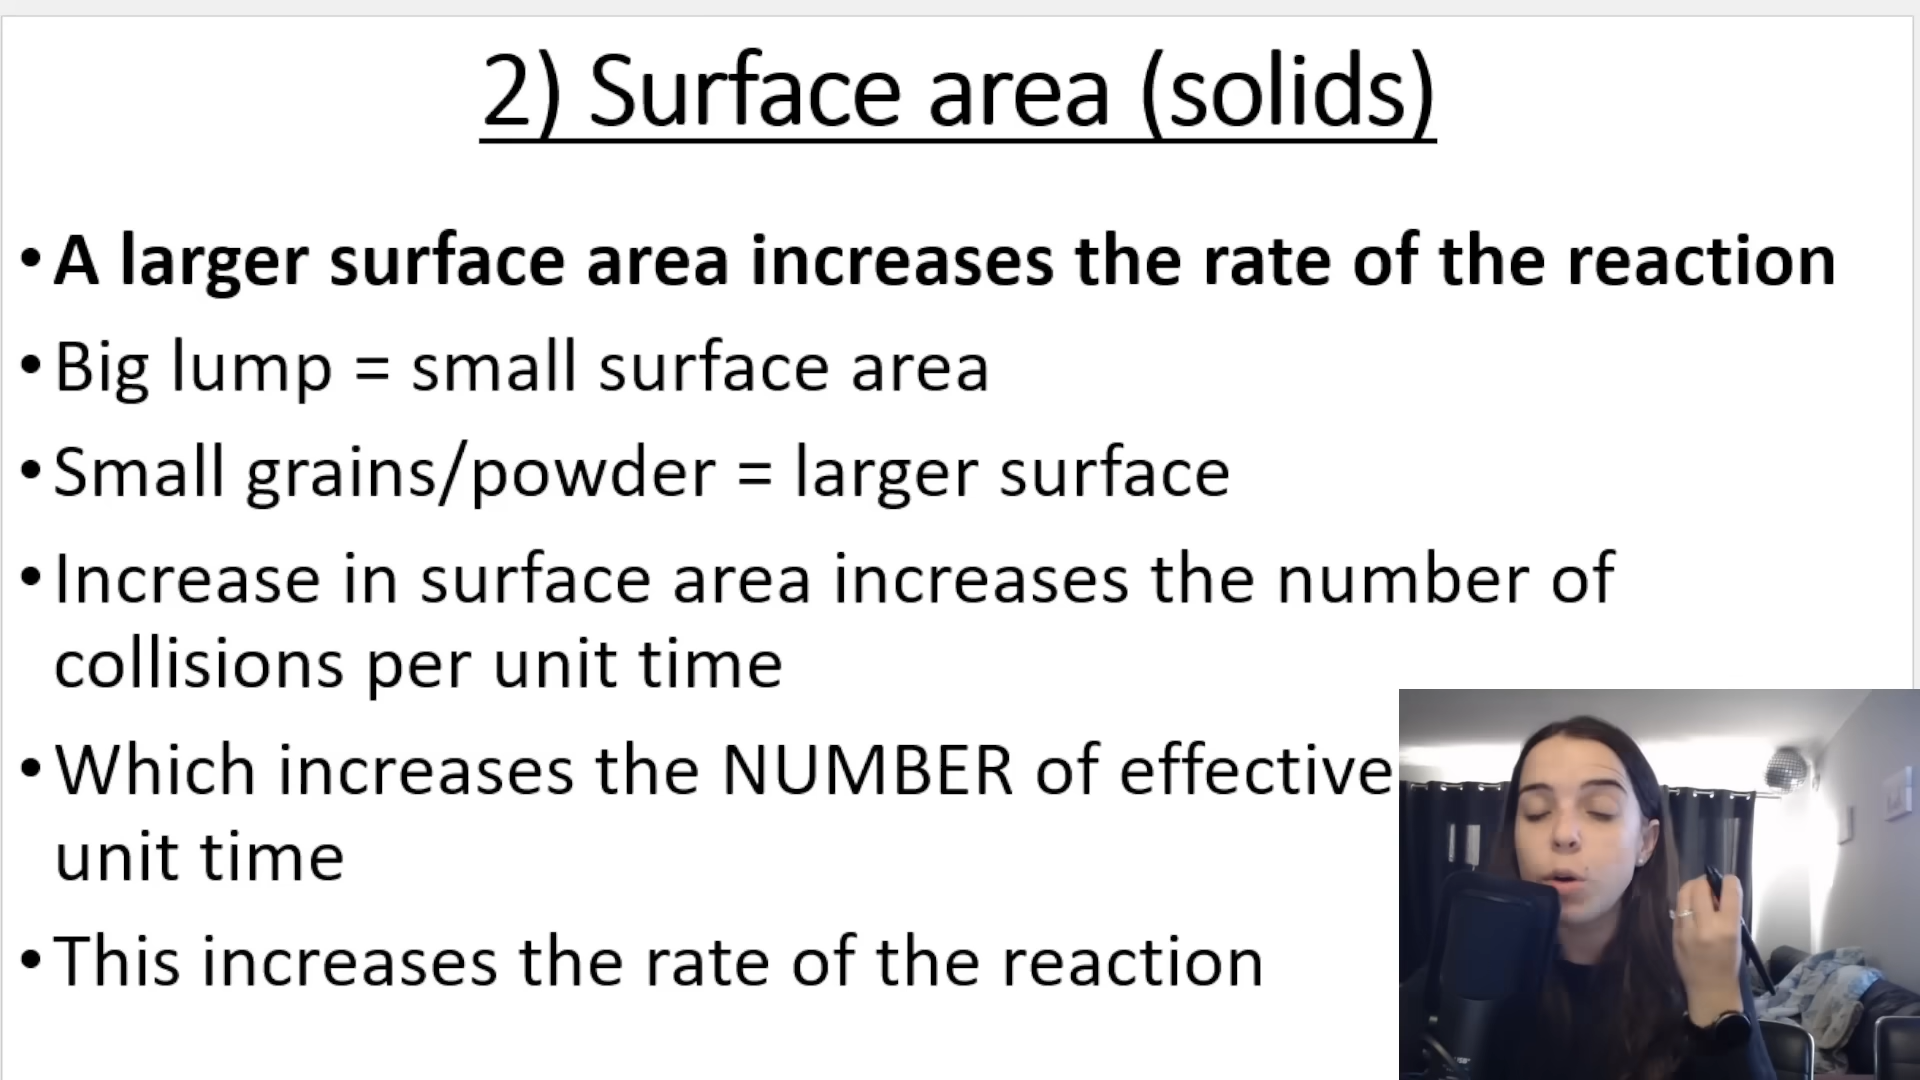 2) Surface area (solids)
• A larger surface area increases the rate of the reaction
• Big lump = small surface area
• Small grains/powder = larger surface
• Increase in surface area increases the number of
collisions per unit time
• Which increases the NUMBER of effective
unit time
• This increases the rate of the reaction